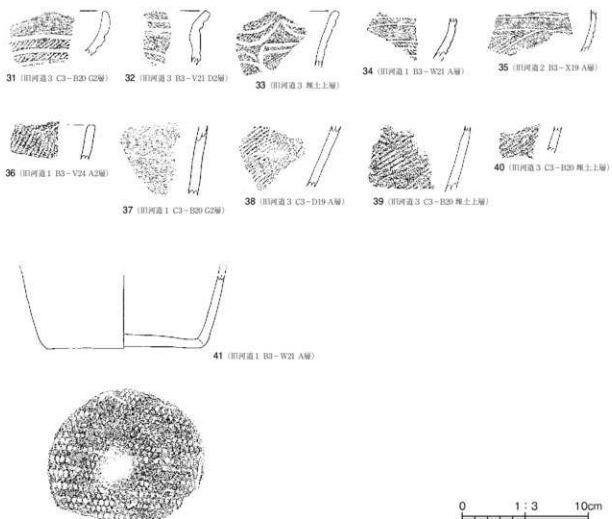 31 (旧河道3 C3-B20 G2層)
32 (旧河道3 B3-V21 D2層)
33 (旧河道3 埋土上層)
34 (旧河道1 B3-W21 A層)
35 (旧河道2 B3-X19 A層)
36 (旧河道1 B3-V24 A2層)
37 (旧河道1 C3-B20 G2層)
38 (旧河道3 C3-D19 A層)
39 (旧河道3 C3-B20 埋土上層)
40 (旧河道3 C3-B20 埋土上層)
41 (旧河道1 B3-W21 A層)
0 1:3 10cm